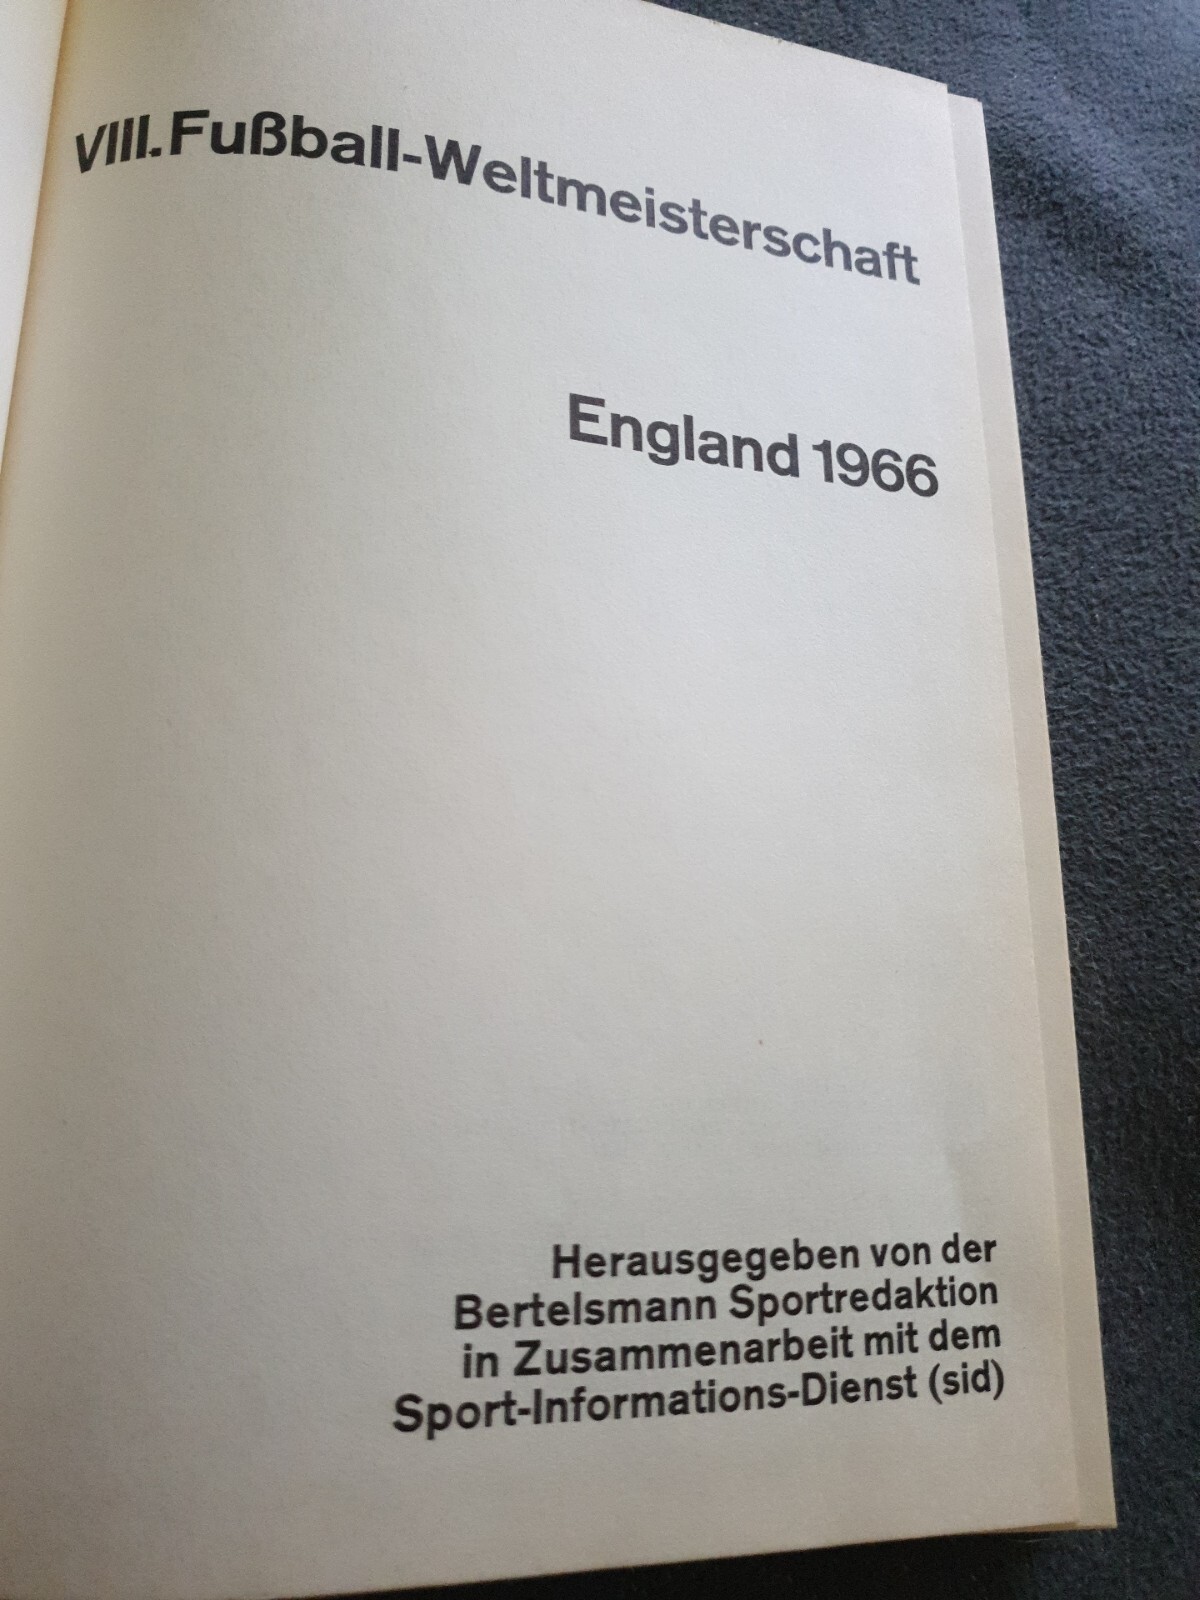 VIII. Fußball-Weltmeisterschaft
England 1966
Herausgegeben von der
Bertelsmann Sportredaktion
in Zusammenarbeit mit dem
Sport-Informations-Dienst (sid)